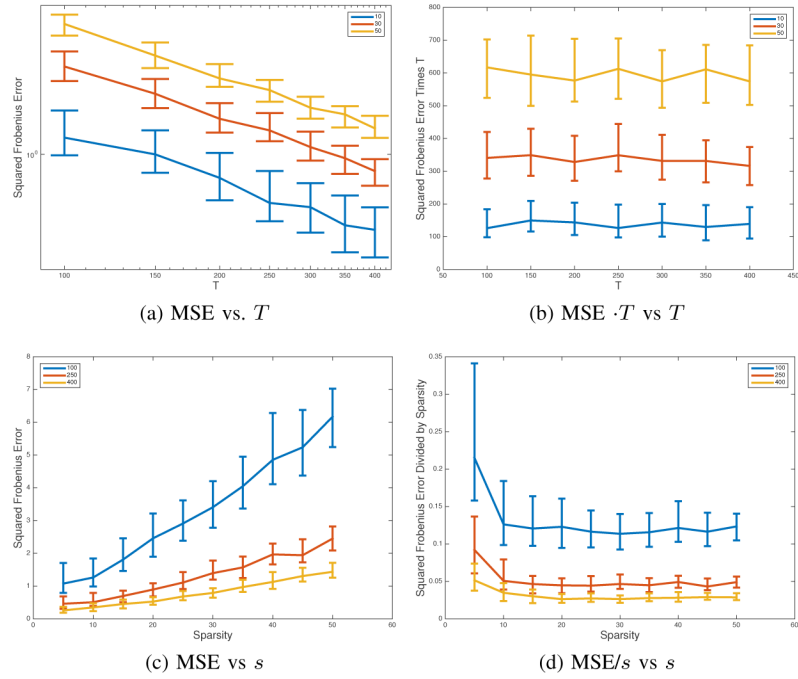 10
30
50
Squared Frobenius Error
10⁰
100 150 200 250 300 350 400
T
(a) MSE vs. T
10
30
50
Squared Frobenius Error Times T
800
700
600
500
400
300
200
100
0
50 100 150 200 250 300 350 400 450
T
(b) MSE ·T vs T
100
250
400
Squared Frobenius Error
8
7
6
5
4
3
2
1
0
0 10 20 30 40 50 60
Sparsity
(c) MSE vs s
100
250
400
Squared Frobenius Error Divided by Sparsity
0.35
0.3
0.25
0.2
0.15
0.1
0.05
0
0 10 20 30 40 50 60
Sparsity
(d) MSE/s vs s